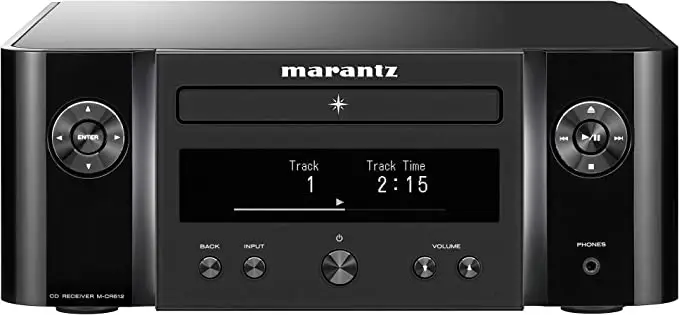 marantz
ENTER
Track Track Time
1 2:15
BACK INPUT VOLUME
PHONES
CD RECEIVER M-CR612